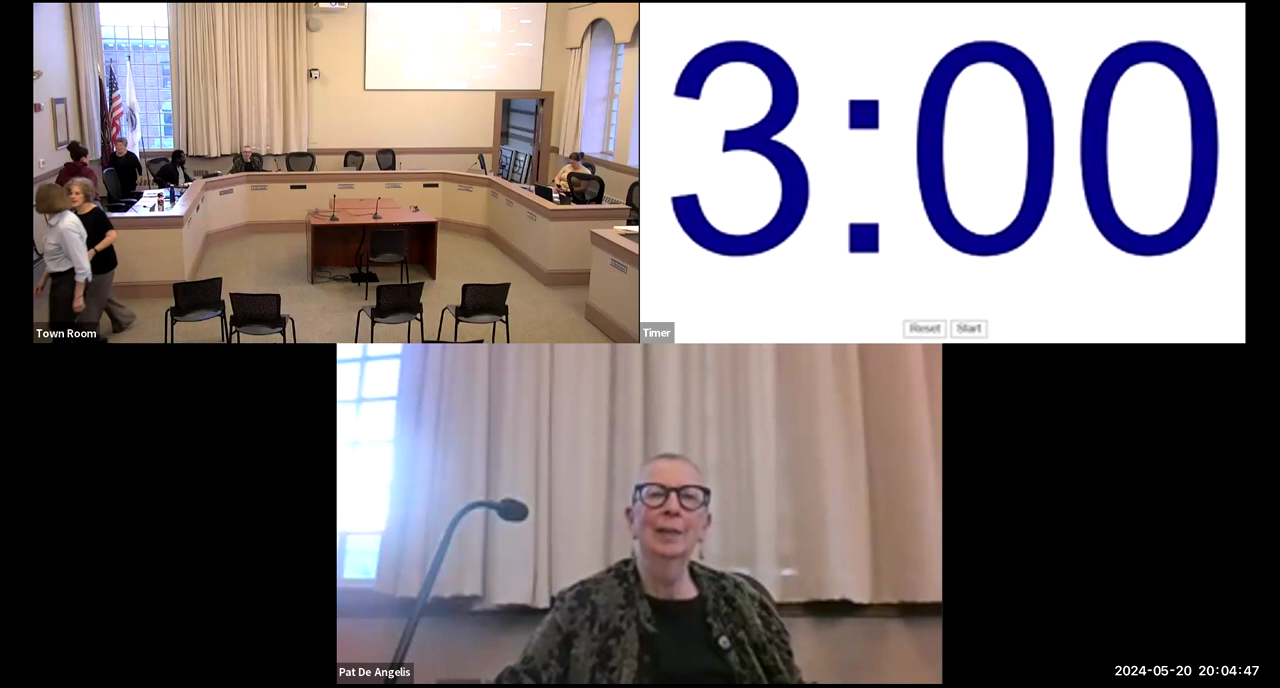 3:00
Town Room
Timer
Reset
Start
Pat De Angelis
2024-05-20 20:04:47